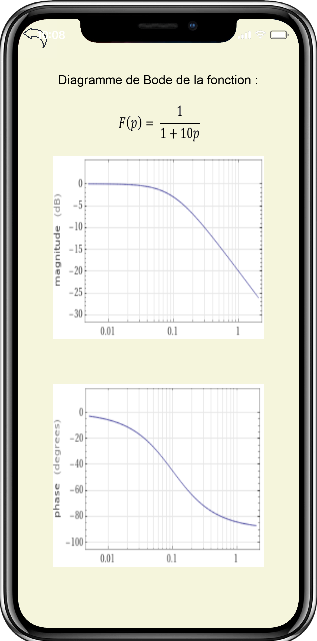 Diagramme de Bode de la fonction :
F(p) = 1 / (1 + 10p)
magnitude (dB)
0
−5
−10
−15
−20
−25
−30
0.01 0.1 1
phase (degrees)
0
−20
−40
−60
−80
−100
0.01 0.1 1